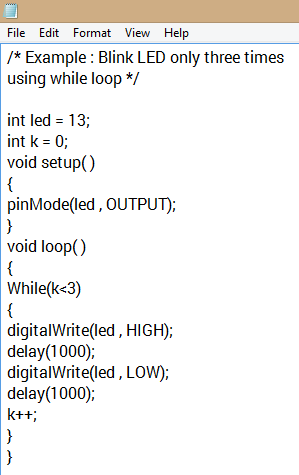 File Edit Format View Help
/* Example : Blink LED only three times
using while loop */
int led = 13;
int k = 0;
void setup( )
{
pinMode(led , OUTPUT);
}
void loop( )
{
While(k<3)
{
digitalWrite(led , HIGH);
delay(1000);
digitalWrite(led , LOW);
delay(1000);
k++;
}
}